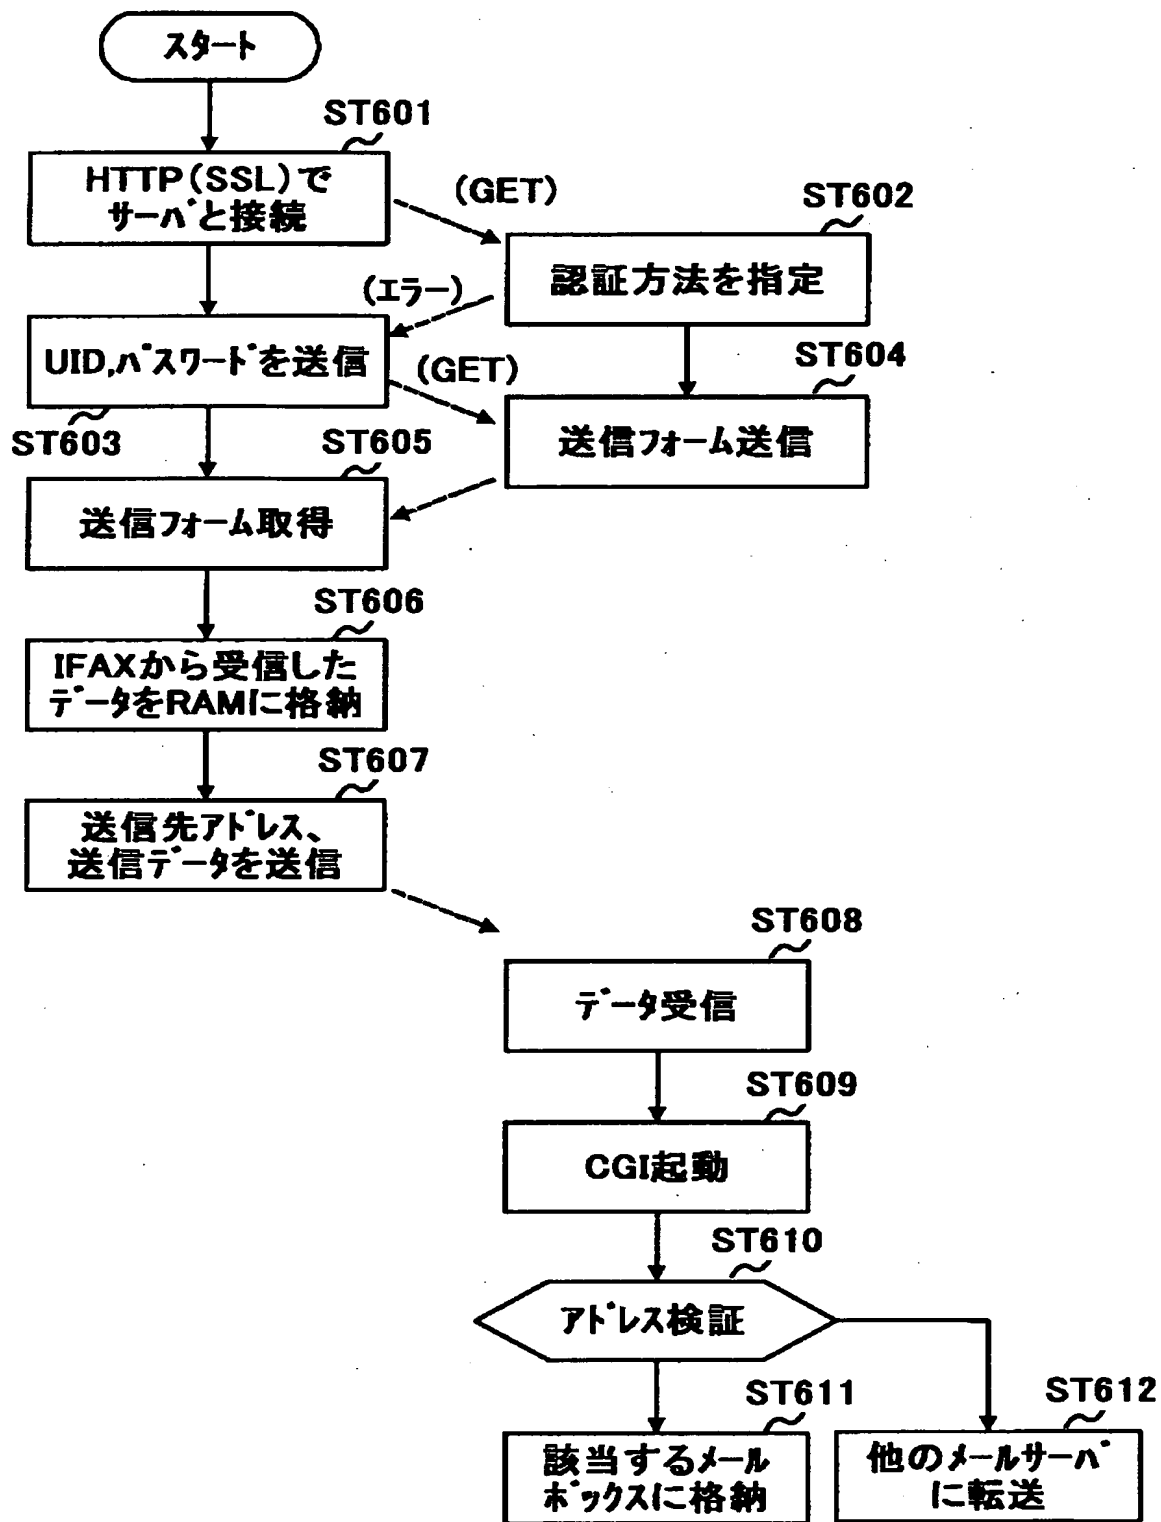 スタート
ST601
HTTP(SSL)で
サーバと接続
(GET)
ST602
認証方法を指定
(エラー)
UID,パスワードを送信
ST603
(GET)
ST604
送信フォーム送信
ST605
送信フォーム取得
ST606
IFAXから受信した
データをRAMに格納
ST607
送信先アドレス、
送信データを送信
ST608
データ受信
ST609
CGI起動
ST610
アドレス検証
ST611
該当するメール
ボックスに格納
ST612
他のメールサーバ
に転送